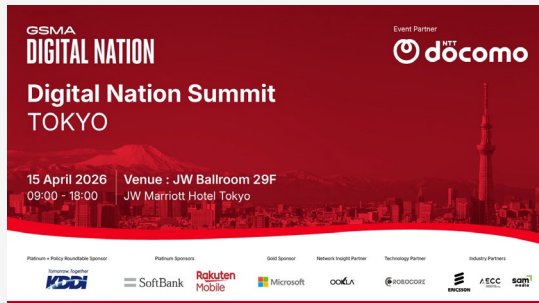 GSMA
DIGITAL NATION
Event Partner
NTT
docomo
Digital Nation Summit
TOKYO
15 April 2026
09:00 - 18:00
Venue : JW Ballroom 29F
JW Marriott Hotel Tokyo
Platinum + Policy Roundtable Sponsor
Platinum Sponsors
Gold Sponsor
Network Insight Partner
Technology Partner
Industry Partners
Tomorrow Together
KDDI
SoftBank
Rakuten
Mobile
Microsoft
OOKLA
ROBOCORE
ERICSSON
AECC
sam
media